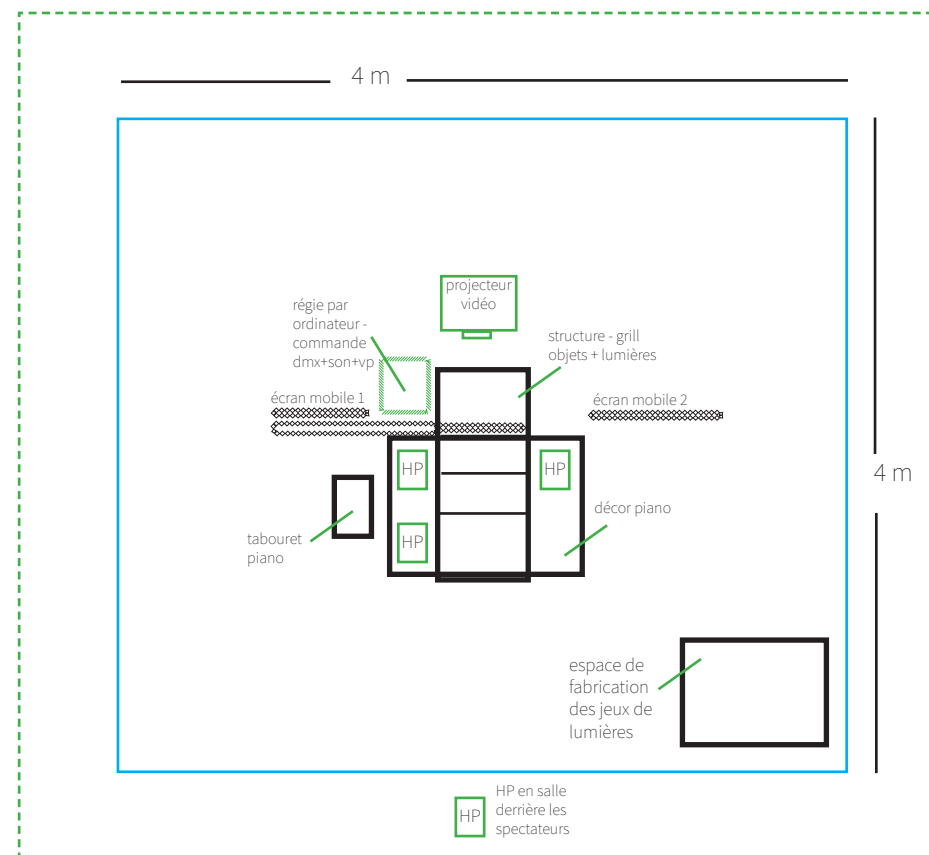 4 m
projecteur
vidéo
régie par
ordinateur -
commande
dmx+son+vp
structure - grill
objets + lumières
écran mobile 1
écran mobile 2
HP
HP
4 m
décor piano
HP
tabouret
piano
espace de
fabrication
des jeux de
lumières
HP
HP en salle
derrière les
spectateurs